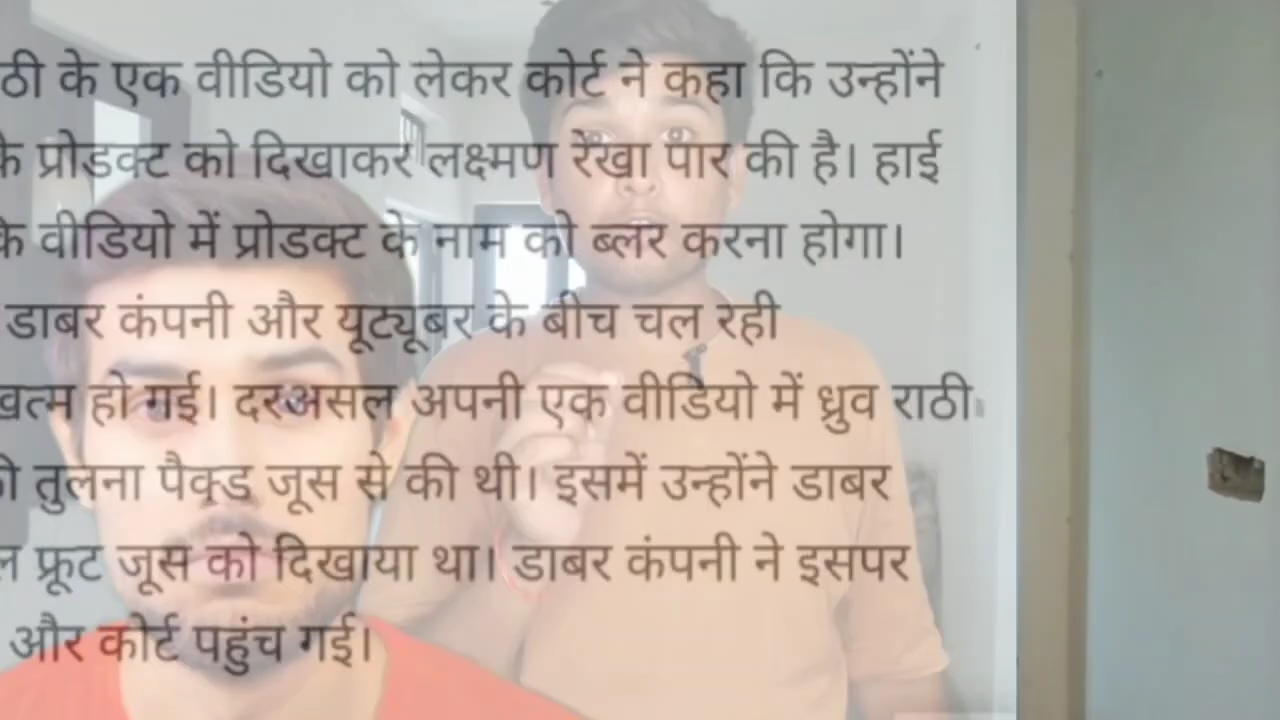 के एक वीडियो को लेकर कोर्ट ने कहा कि उन्होंने
के प्रोडक्ट को दिखाकर लक्ष्मण रेखा पार की है। हाई
के वीडियो में प्रोडक्ट के नाम को ब्लर करना होगा।
डाबर कंपनी और यूट्यूबर के बीच चल रही
खत्म हो गई। दरअसल अपनी एक वीडियो में ध्रुव राठी
तुलना पैक्ड जूस से की थी। इसमें उन्होंने डाबर
फ्रूट जूस को दिखाया था। डाबर कंपनी ने इसपर
और कोर्ट पहुंच गई।